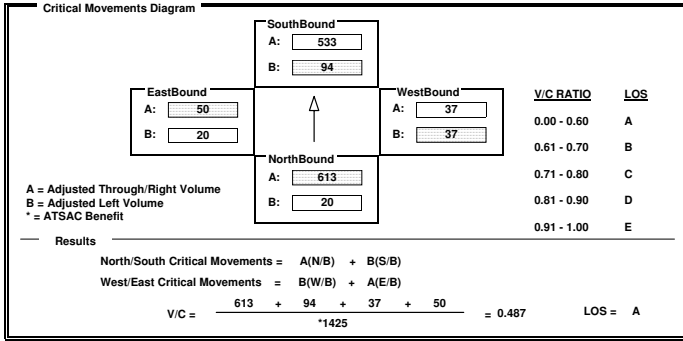 Critical Movements Diagram
SouthBound
A: 533
B: 94
EastBound
A: 50
B: 20
WestBound
A: 37
B: 37
NorthBound
A: 613
B: 20
V/C RATIO LOS
0.00 - 0.60 A
0.61 - 0.70 B
0.71 - 0.80 C
0.81 - 0.90 D
0.91 - 1.00 E
A = Adjusted Through/Right Volume
B = Adjusted Left Volume
* = ATSAC Benefit
Results
North/South Critical Movements = A(N/B) + B(S/B)
West/East Critical Movements = B(W/B) + A(E/B)
V/C = 613 + 94 + 37 + 50 = 0.487 LOS = A
*1425